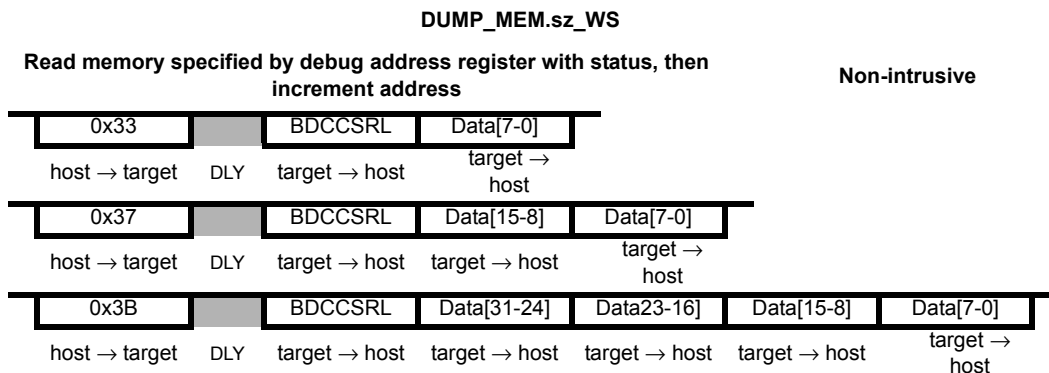 DUMP_MEM.sz_WS
Read memory specified by debug address register with status, then
increment address
Non-intrusive
0x33 BDCCSRL Data[7-0]
host → target DLY target → host target →
host
0x37 BDCCSRL Data[15-8] Data[7-0]
host → target DLY target → host target → host target →
host
0x3B BDCCSRL Data[31-24] Data23-16] Data[15-8] Data[7-0]
host → target DLY target → host target → host target → host target → host target →
host